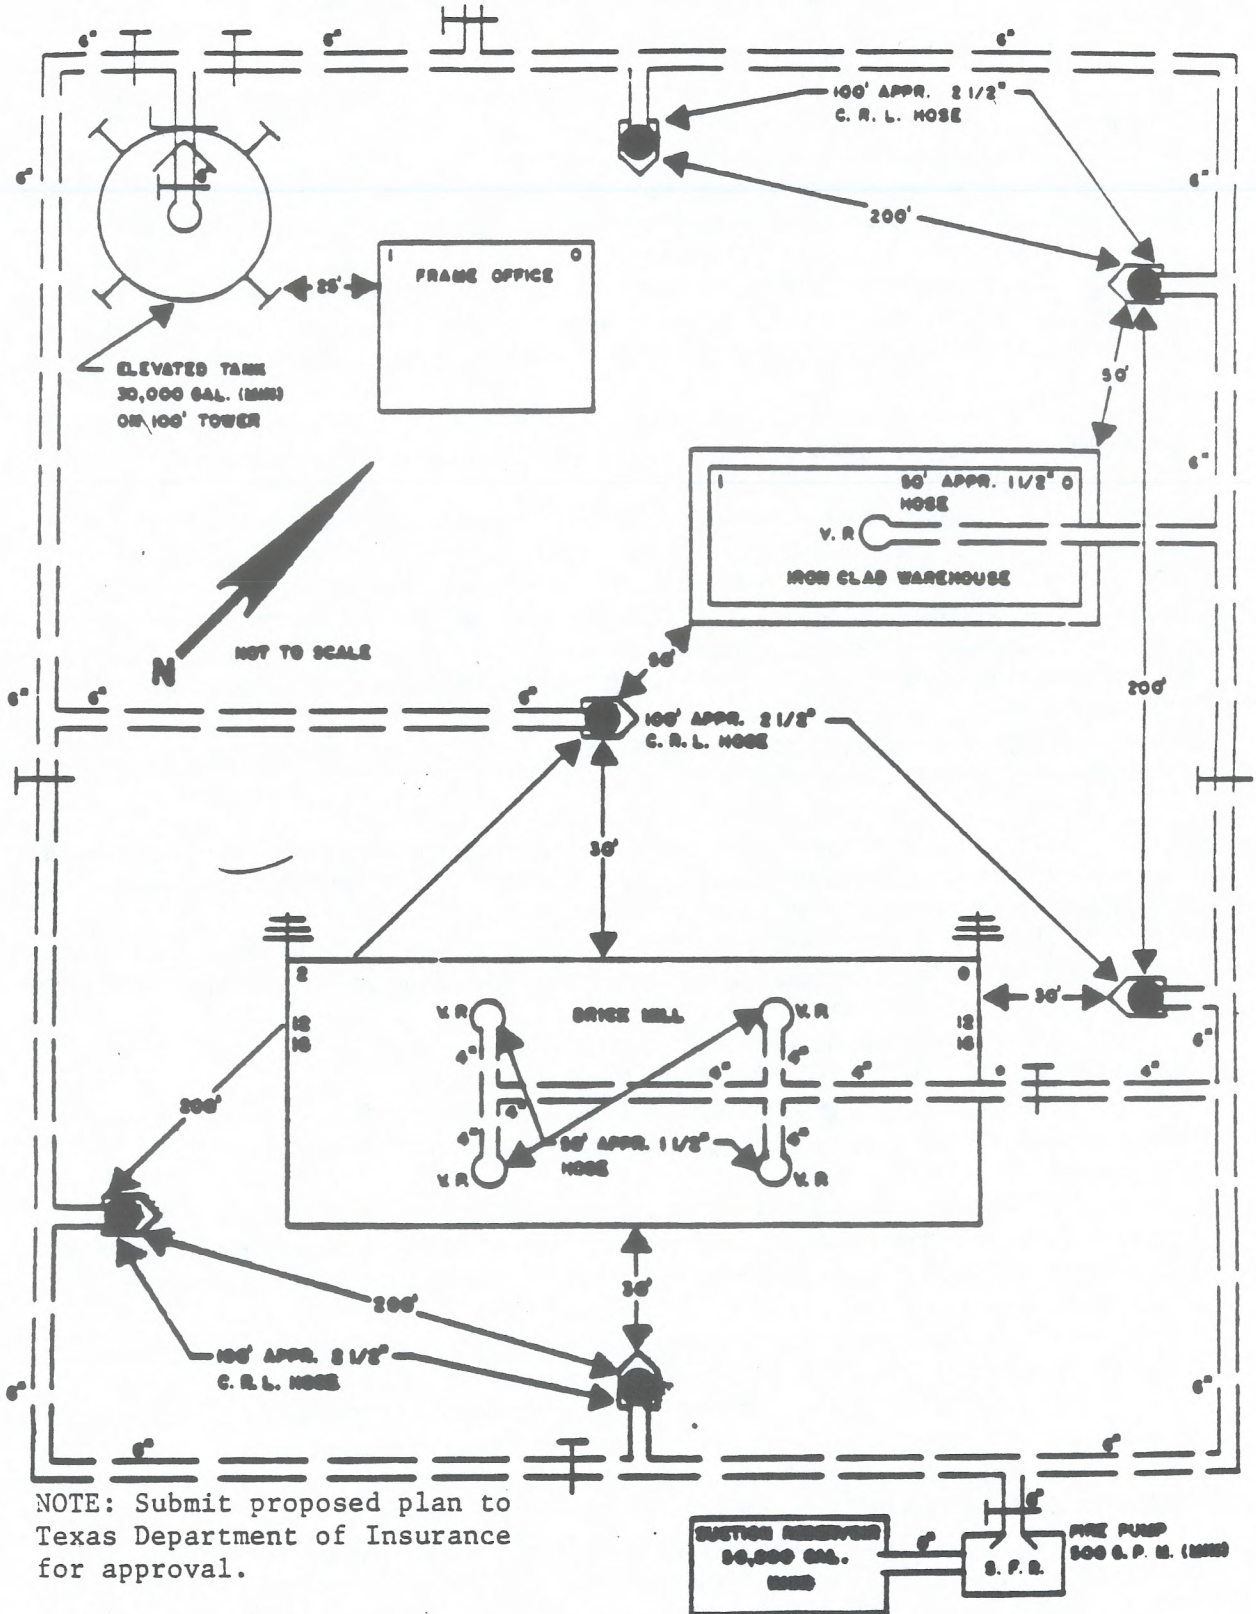 6"
6"
6"
100' APPR. 2 1/2"
C. R. L. HOSE
6"
6"
6"
200'
1
0
FRAME OFFICE
25'
ELEVATED TANK
30,000 GAL. (MIN)
ON 100' TOWER
50'
6"
1
50' APPR. 1 1/2" 0
HOSE
V. R
IRON CLAD WAREHOUSE
N
NOT TO SCALE
50'
200'
6"
6"
6"
100' APPR. 2 1/2"
C. R. L. HOSE
30'
2
0
V. R
BRICK MILL
V. R
30'
12
16
12
16
4"
4"
6"
4"
4"
4"
200'
4"
4"
4"
50' APPR. 1 1/2"
HOSE
V. R
V. R
30'
200'
100' APPR. 2 1/2"
C. R. L. HOSE
6"
6"
6"
6"
NOTE: Submit proposed plan to
Texas Department of Insurance
for approval.
6"
SUCTION RESERVOIR
50,000 GAL.
(MIN)
6"
S. F. R.
FIRE PUMP
500 G. P. M. (MIN)